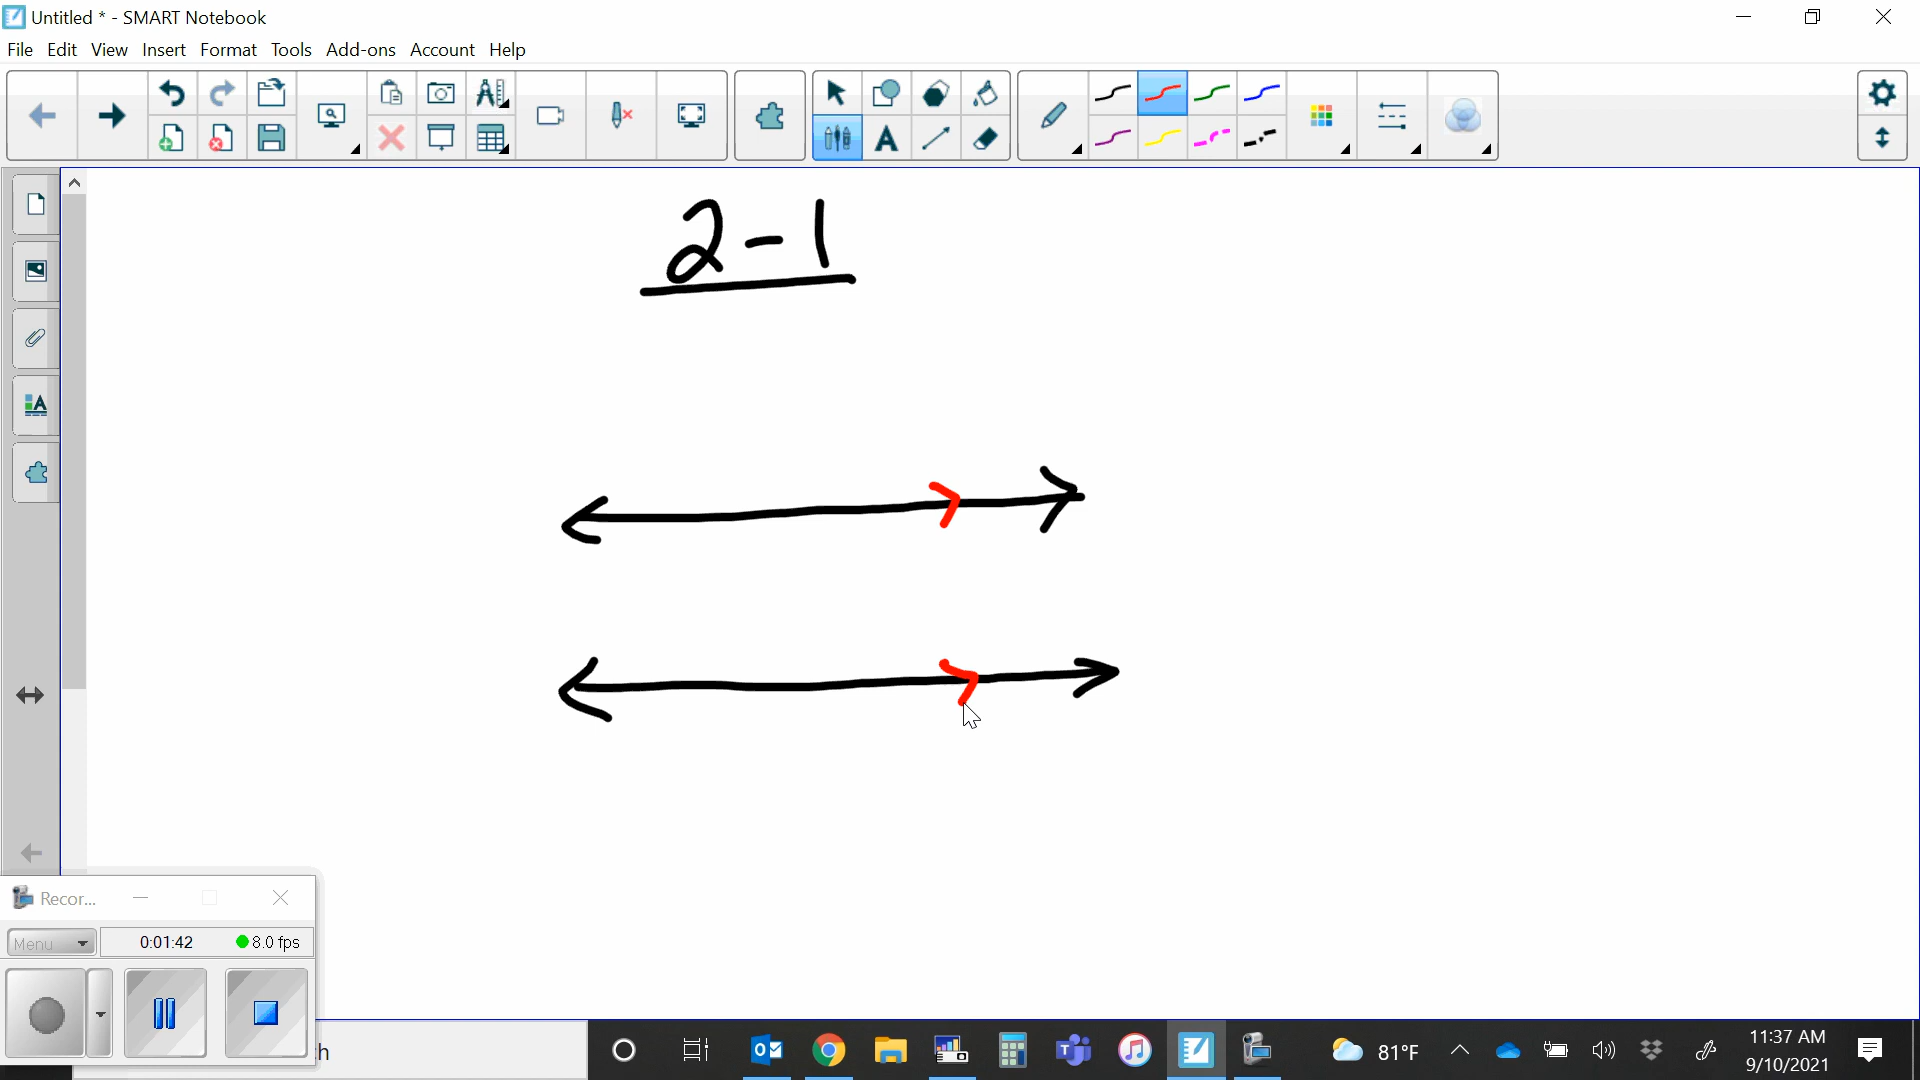 Untitled * - SMART Notebook
File Edit View Insert Format Tools Add-ons Account Help
2-1
Recor...
Menu 0:01:42 8.0 fps
h
81°F
11:37 AM
9/10/2021